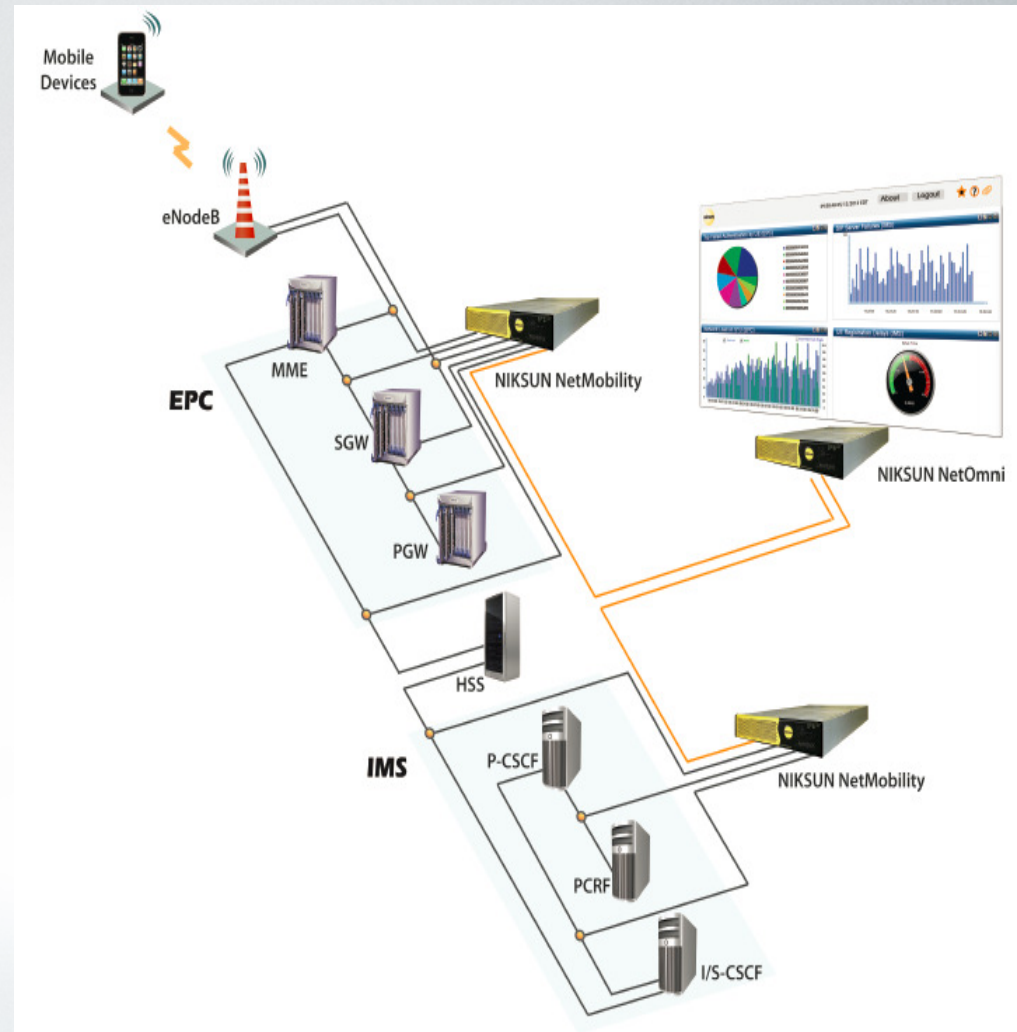 Mobile
Devices
eNodeB
About
Logout
MME
NIKSUN NetMobility
EPC
SGW
NIKSUN NetOmni
PGW
HSS
P-CSCF
IMS
NIKSUN NetMobility
PCRF
I/S-CSCF